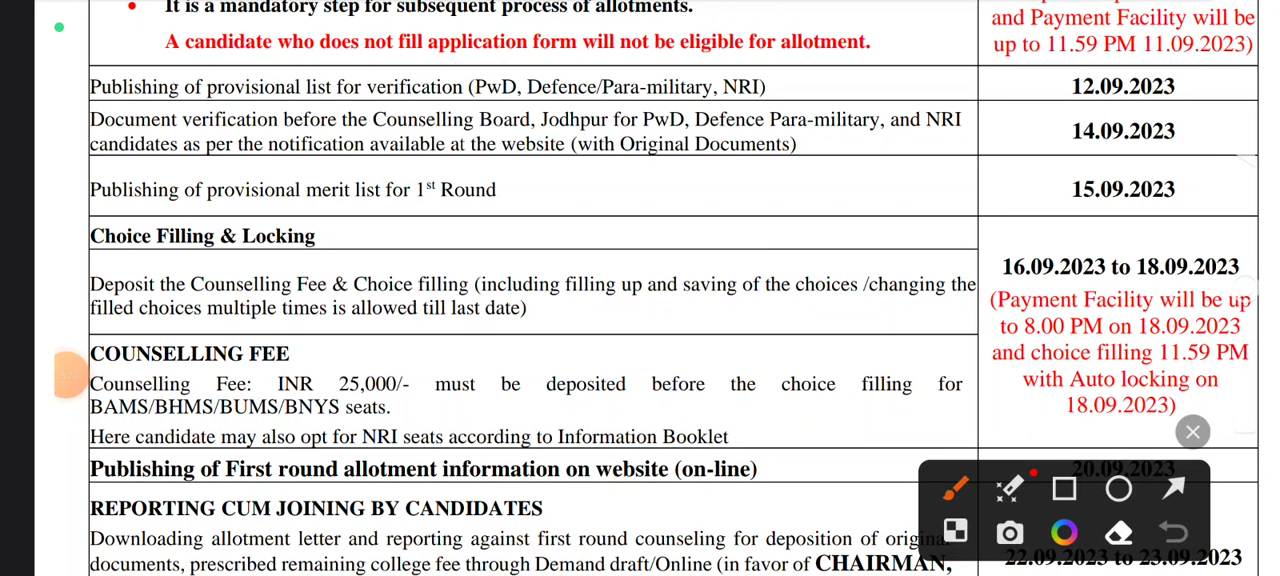 It is a mandatory step for subsequent process of allotments.
A candidate who does not fill application form will not be eligible for allotment.
and Payment Facility will be
up to 11.59 PM 11.09.2023)
Publishing of provisional list for verification (PwD, Defence/Para-military, NRI)
12.09.2023
Document verification before the Counselling Board, Jodhpur for PwD, Defence Para-military, and NRI
candidates as per the notification available at the website (with Original Documents)
14.09.2023
Publishing of provisional merit list for 1st Round
15.09.2023
Choice Filling & Locking
Deposit the Counselling Fee & Choice filling (including filling up and saving of the choices /changing the
filled choices multiple times is allowed till last date)
COUNSELLING FEE
Counselling Fee: INR 25,000/- must be deposited before the choice filling for
BAMS/BHMS/BUMS/BNYS seats.
Here candidate may also opt for NRI seats according to Information Booklet
16.09.2023 to 18.09.2023
(Payment Facility will be up
to 8.00 PM on 18.09.2023
and choice filling 11.59 PM
with Auto locking on
18.09.2023)
Publishing of First round allotment information on website (on-line)
20.09.2023
REPORTING CUM JOINING BY CANDIDATES
Downloading allotment letter and reporting against first round counseling for deposition of original
documents, prescribed remaining college fee through Demand draft/Online (in favor of CHAIRMAN,
22.09.2023 to 23.09.2023